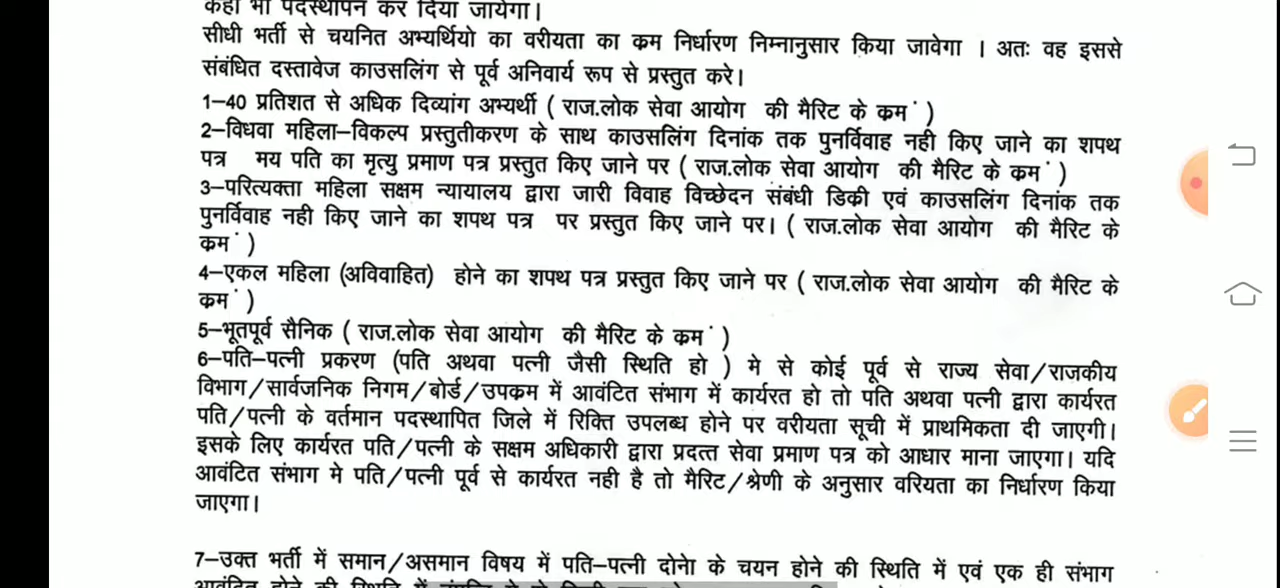 कहीं भी पदस्थापन कर दिया जायेगा।
सीधी भर्ती से चयनित अभ्यर्थियो का वरीयता का क्रम निर्धारण निम्नानुसार किया जावेगा । अतः वह इससे
संबंधित दस्तावेज काउसलिंग से पूर्व अनिवार्य रूप से प्रस्तुत करे।
1–40 प्रतिशत से अधिक दिव्यांग अभ्यर्थी ( राज.लोक सेवा आयोग की मैरिट के क्रम ं )
2–विधवा महिला–विकल्प प्रस्तुतीकरण के साथ काउसलिंग दिनांक तक पुनर्विवाह नही किए जाने का शपथ
पत्र मय पति का मृत्यु प्रमाण पत्र प्रस्तुत किए जाने पर ( राज.लोक सेवा आयोग की मैरिट के क्रम ं )
3–परित्यक्ता महिला सक्षम न्यायालय द्वारा जारी विवाह विच्छेदन संबंधी डिक्री एवं काउसलिंग दिनांक तक
पुनर्विवाह नही किए जाने का शपथ पत्र पर प्रस्तुत किए जाने पर। ( राज.लोक सेवा आयोग की मैरिट के
क्रम ं )
4–एकल महिला (अविवाहित) होने का शपथ पत्र प्रस्तुत किए जाने पर ( राज.लोक सेवा आयोग की मैरिट के
क्रम ं )
5–भूतपूर्व सैनिक ( राज.लोक सेवा आयोग की मैरिट के क्रम ं )
6–पति–पत्नी प्रकरण (पति अथवा पत्नी जैसी स्थिति हो ) मे से कोई पूर्व से राज्य सेवा/राजकीय
विभाग/सार्वजनिक निगम/बोर्ड/उपक्रम में आवंटित संभाग में कार्यरत हो तो पति अथवा पत्नी द्वारा कार्यरत
पति/पत्नी के वर्तमान पदस्थापित जिले में रिक्ति उपलब्ध होने पर वरीयता सूची में प्राथमिकता दी जाएगी।
इसके लिए कार्यरत पति/पत्नी के सक्षम अधिकारी द्वारा प्रदत्त सेवा प्रमाण पत्र को आधार माना जाएगा। यदि
आवंटित संभाग मे पति/पत्नी पूर्व से कार्यरत नही है तो मैरिट/श्रेणी के अनुसार वरियता का निर्धारण किया
जाएगा।
7–उक्त भर्ती में समान/असमान विषय में पति–पत्नी दोनेा के चयन होने की स्थिति में एवं एक ही संभाग
आवंटित होने की स्थिति में